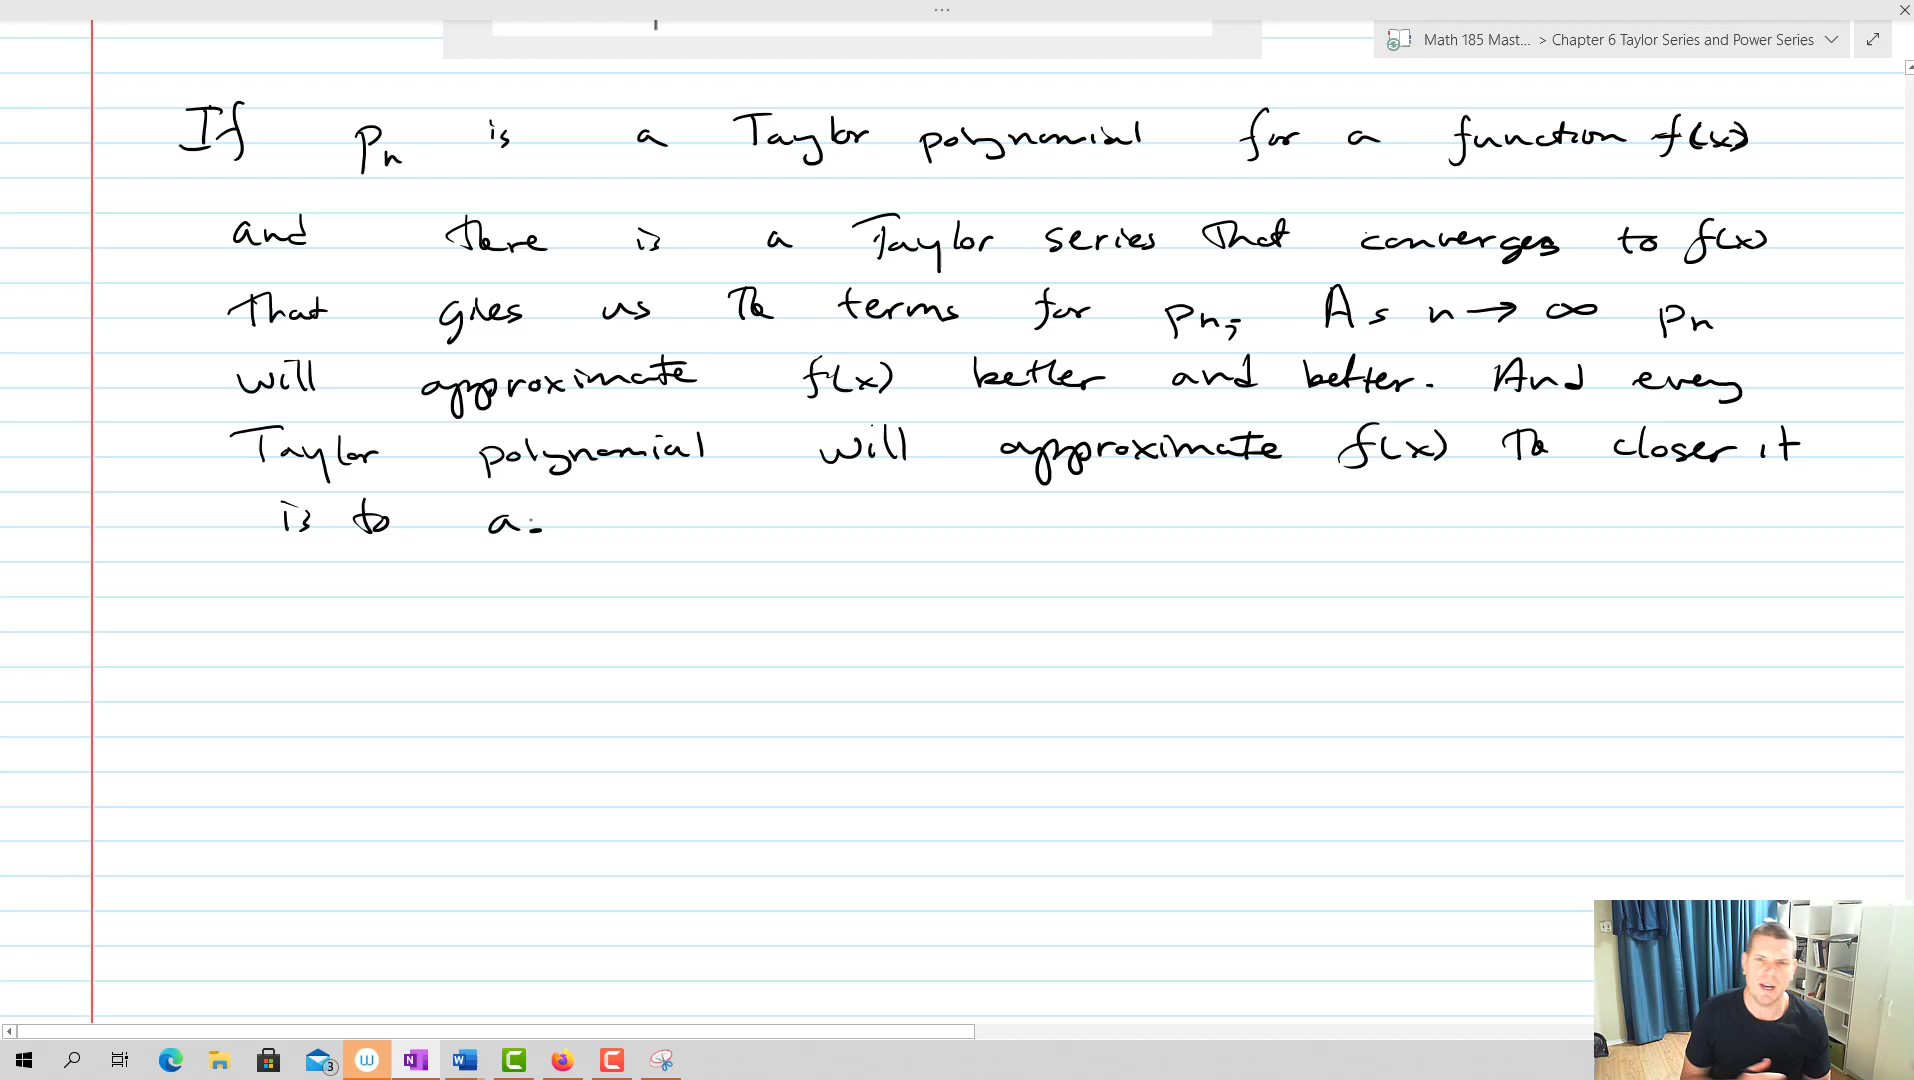 Math 185 Mast... > Chapter 6 Taylor Series and Power Series
If pn is a Taylor polynomial for a function f(x)
and there is a Taylor series that converges to f(x)
that gies us the terms for pn; As n → ∞ pn
will approximate f(x) better and better. And every
Taylor polynomial will approximate f(x) the closer it
is to a.
3